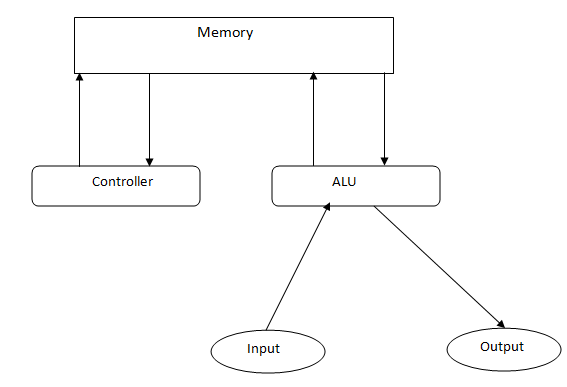 Memory
Controller
ALU
Input
Output